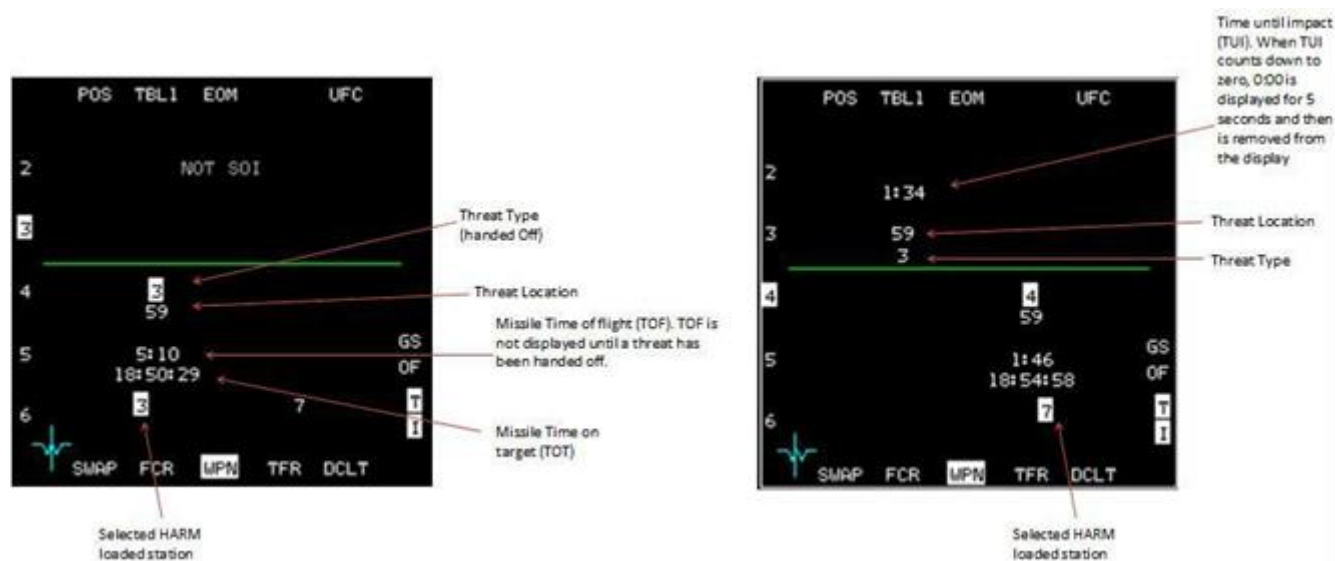 Time until impact
(TUI). When TUI
counts down to
zero, 0:00 is
displayed for 5
seconds and then
is removed from
the display
POS TBL1 EOM UFC
2 NOT SOI
3
Threat Type
(handed Off)
3
4
59
Threat Location
Missile Time of flight (TOF). TOF is
not displayed until a threat has
been handed off.
GS
5
5:10
OF
18:50:29
3
7
T
6
I
Missile Time on
target (TOT)
SWAP FCR WPN TFR DCLT
Selected HARM
loaded station
POS TBL1 EOM UFC
2
1:34
3
59
Threat Location
3
Threat Type
4
4
59
GS
5
1:46
OF
18:54:58
7
T
6
I
SWAP FCR WPN TFR DCLT
Selected HARM
loaded station